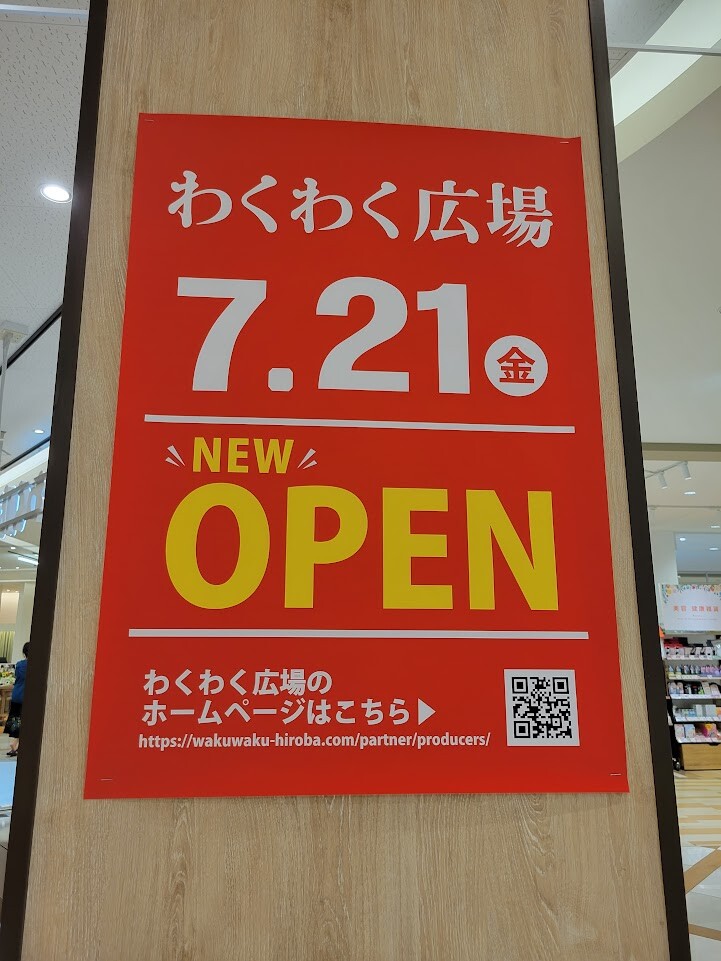 わくわく広場
7.21金
NEW
OPEN
わくわく広場の
ホームページはこちら▶
https://wakuwaku-hiroba.com/partner/producers/